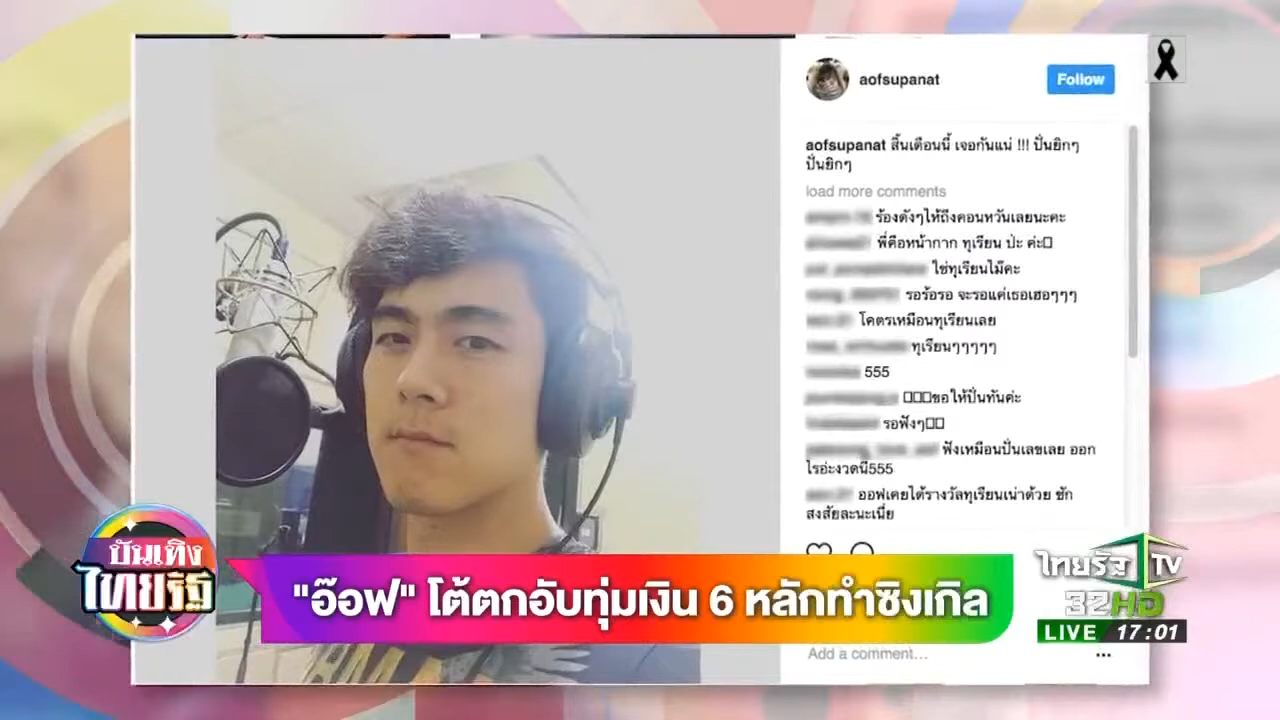 aofsupanat
Follow
aofsupanat สิ้นเดือนนี้ เจอกันแน่ !!! ปั่นยิกๆ
ปั่นยิกๆ
load more comments
ร้องดังๆให้ถึงคอนหวันเลยนะคะ
พี่คือหน้ากาก ทุเรียน ป่ะ ค่ะ
ใช่ทุเรียนไม๊คะ
รอร้อรอ จะรอแค่เธอเฮอๆๆๆ
โคตรเหมือนทุเรียนเลย
ทุเรียนๆๆๆๆๆ
555
ขอให้ปั่นทันค่ะ
รอฟังๆ
ฟังเหมือนปั่นเลขเลย ออก
ไรอ่ะงวดนี้555
ออฟเคยได้รางวัลทุเรียนเน่าด้วย ชัก
สงสัยละนะเนี่ย
บันเทิง
ไทยรัฐ
"อ๊อฟ" โต้ตกอับทุ่มเงิน 6 หลักทำซิงเกิล
ไทยรัฐ TV
32HD
LIVE 17:01
Add a comment...